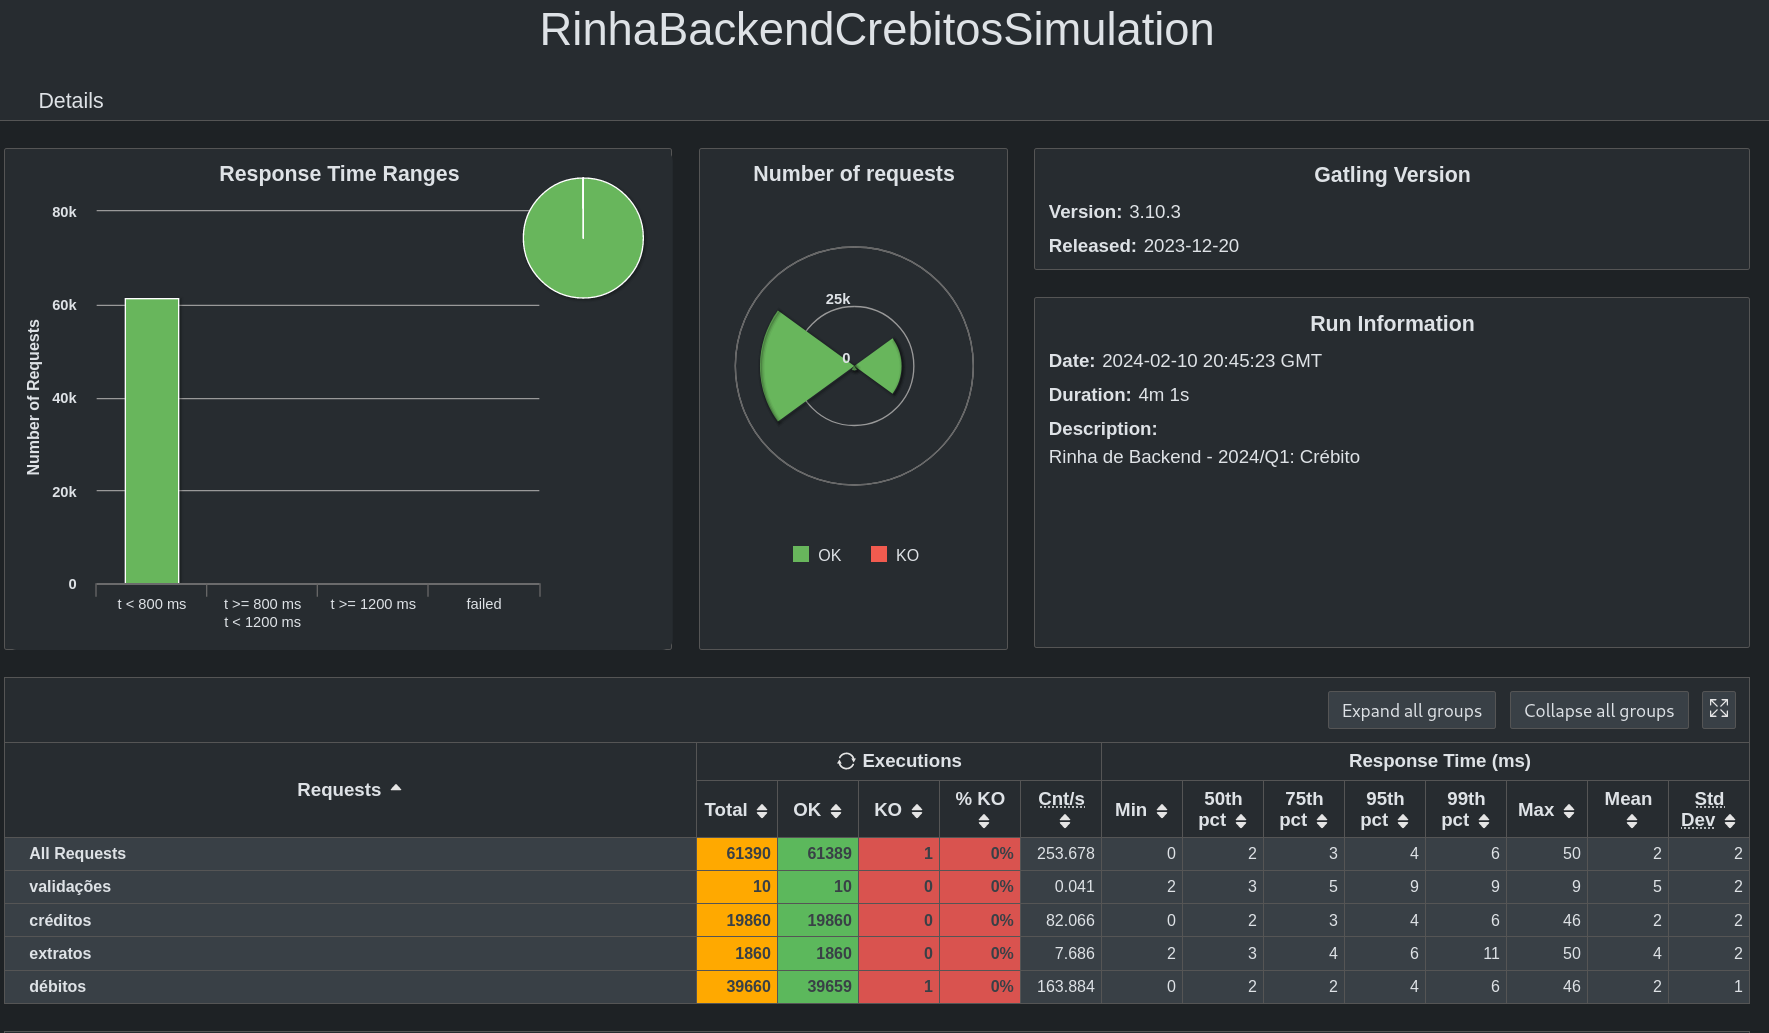 RinhaBackendCrebitosSimulation
Details
Response Time Ranges
80k
60k
40k
20k
0
Number of Requests
t < 800 ms
t >= 800 ms
t < 1200 ms
t >= 1200 ms
failed
Number of requests
25k
0
OK KO
Gatling Version
Version: 3.10.3
Released: 2023-12-20
Run Information
Date: 2024-02-10 20:45:23 GMT
Duration: 4m 1s
Description:
Rinha de Backend - 2024/Q1: Crébito
Expand all groups Collapse all groups
Requests Executions Response Time (ms)
Total OK KO % KO Cnt/s Min 50th pct 75th pct 95th pct 99th pct Max Mean Std Dev
All Requests 61390 61389 1 0% 253.678 0 2 3 4 6 50 2 2
validações 10 10 0 0% 0.041 2 3 5 9 9 9 5 2
créditos 19860 19860 0 0% 82.066 0 2 3 4 6 46 2 2
extratos 1860 1860 0 0% 7.686 2 3 4 6 11 50 4 2
débitos 39660 39659 1 0% 163.884 0 2 2 4 6 46 2 1